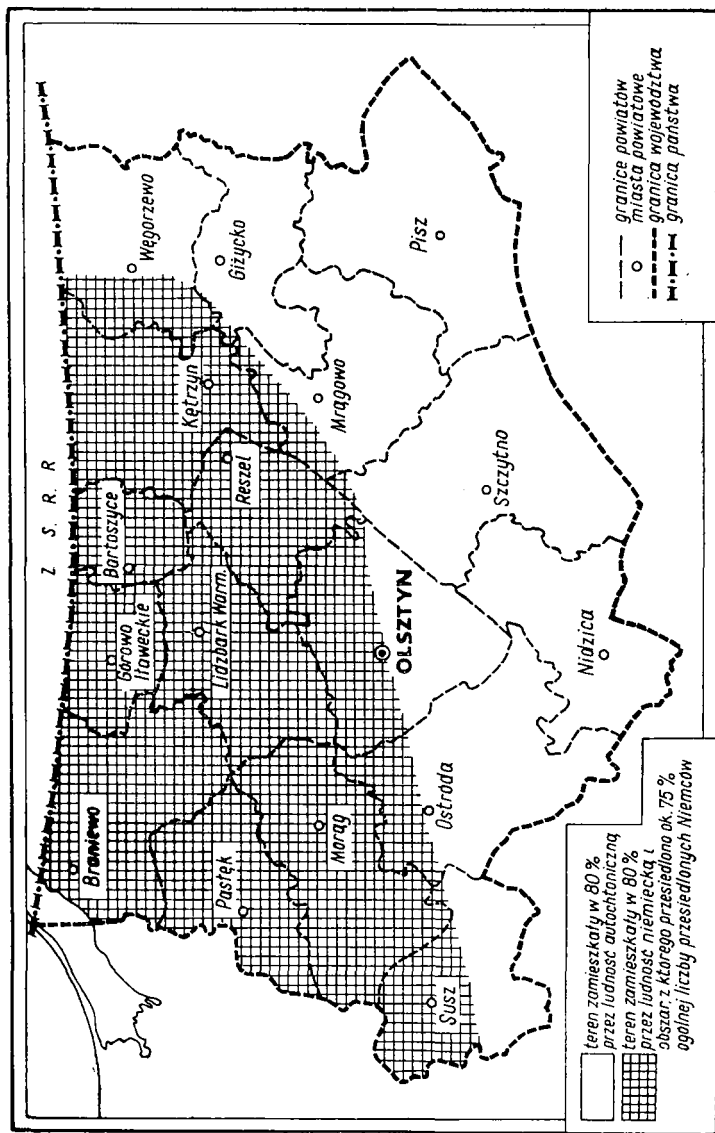 Z S R R
Węgorzewo
Giżycko
Pisz
Kętrzyn
Mrągowo
Reszel
Szczytno
Bartoszyce
Górowo
Iławeckie
Lidzbark Warm.
OLSZTYN
Nidzica
Braniewo
Pasłęk
Morąg
Ostróda
Susz
granice powiatów
miasta powiatowe
granica województwa
granica państwa
teren zamieszkały w 80%
przez ludność autochtoniczną
teren zamieszkały w 80%
przez ludność niemiecką i
obszar, z ktorego przesiedlono ok. 75%
ogólnej liczby przesiedlonych Niemców